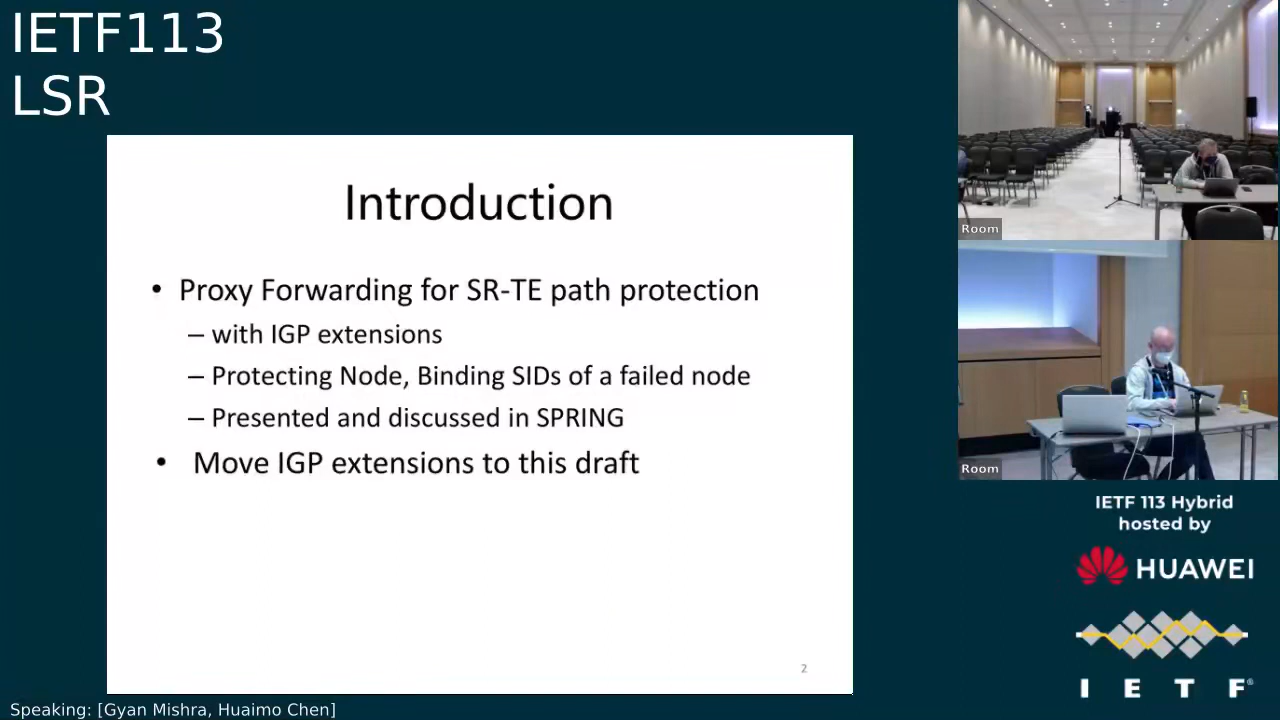 IETF113
LSR
Introduction
• Proxy Forwarding for SR-TE path protection
– with IGP extensions
– Protecting Node, Binding SIDs of a failed node
– Presented and discussed in SPRING
• Move IGP extensions to this draft
2
Room
Room
IETF 113 Hybrid
hosted by
HUAWEI
I E T F®
Speaking: [Gyan Mishra, Huaimo Chen]